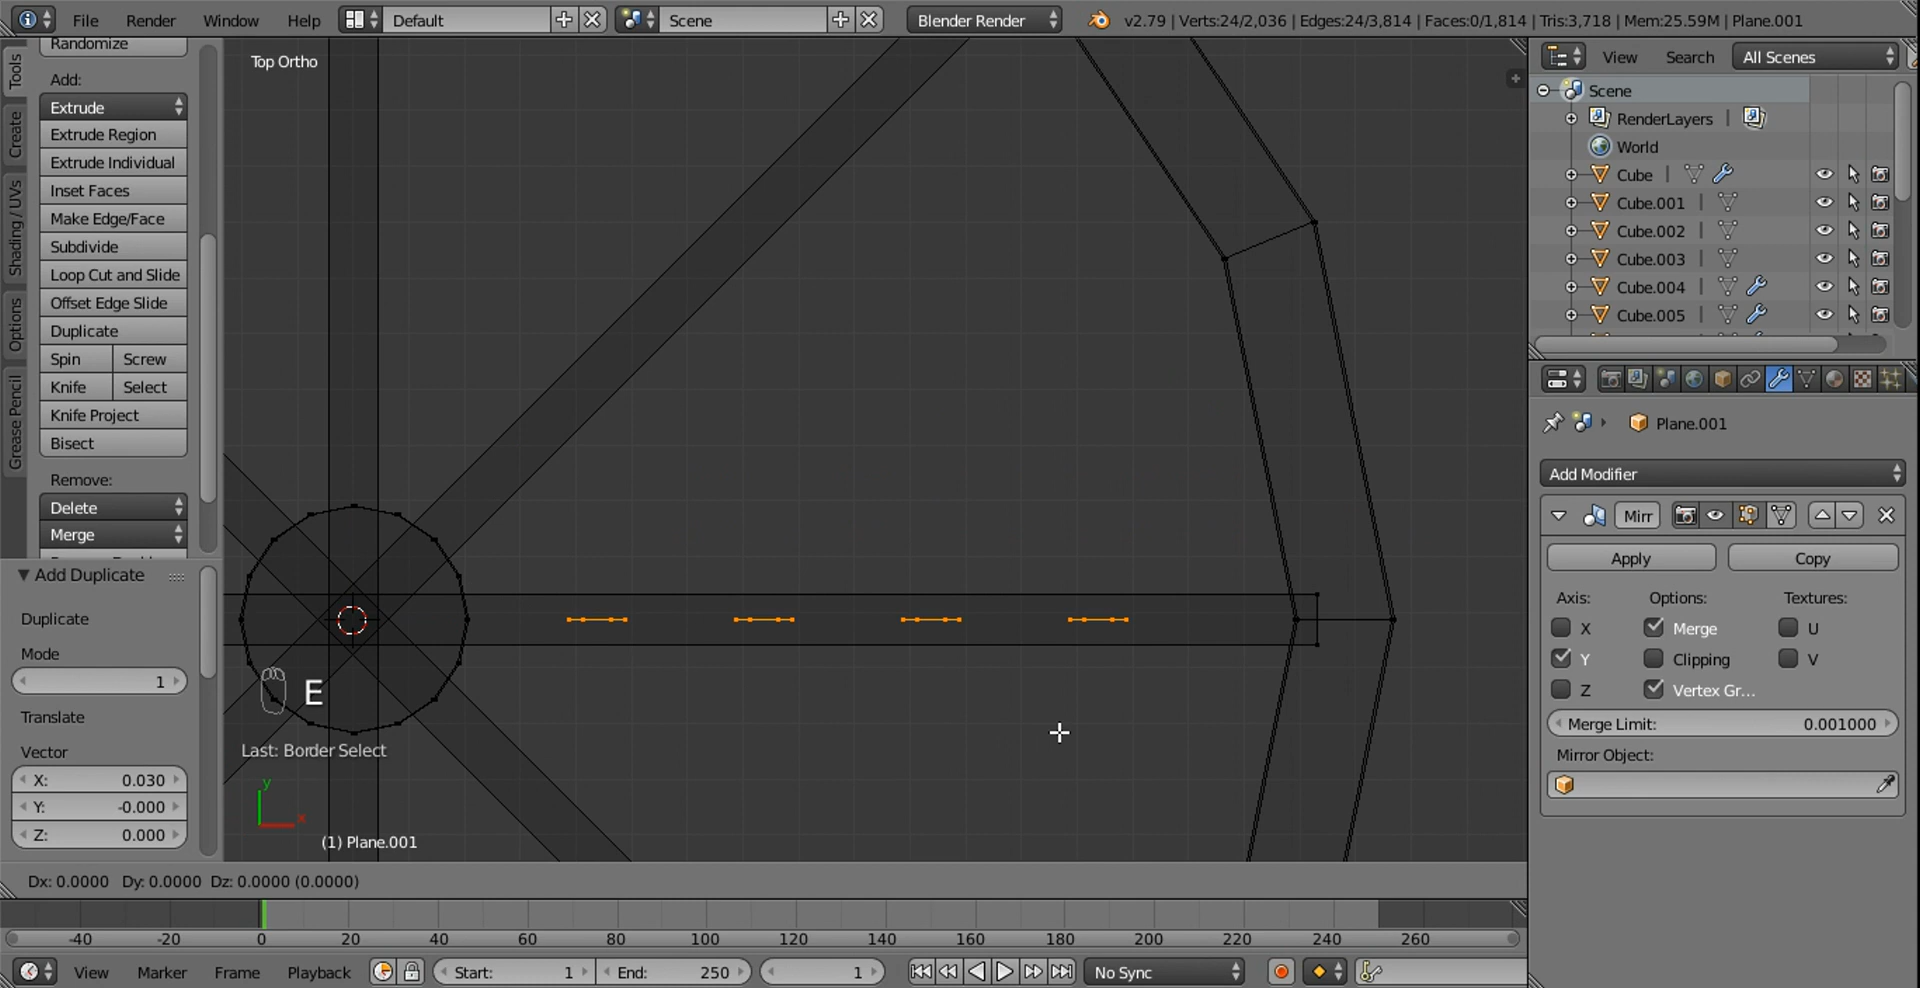 File Render Window Help Default Scene Blender Render v2.79 | Verts:24/2,036 | Edges:24/3,814 | Faces:0/1,814 | Tris:3,718 | Mem:25.59M | Plane.001
Randomize
Add:
Extrude
Extrude Region
Extrude Individual
Inset Faces
Make Edge/Face
Subdivide
Loop Cut and Slide
Offset Edge Slide
Duplicate
Spin Screw
Knife Select
Knife Project
Bisect
Remove:
Delete
Merge
Tools
Create
Shading / UVs
Options
Grease Pencil
Add Duplicate
Duplicate
Mode
1
Translate
Vector
X: 0.030
Y: -0.000
Z: 0.000
Top Ortho
E
Last: Border Select
y
x
(1) Plane.001
Dx: 0.0000 Dy: 0.0000 Dz: 0.0000 (0.0000)
-40 -20 0 20 40 60 80 100 120 140 160 180 200 220 240 260
View Marker Frame Playback Start: 1 End: 250 1 No Sync
View Search All Scenes
Scene
RenderLayers |
World
Cube |
Cube.001 |
Cube.002 |
Cube.003 |
Cube.004 |
Cube.005 |
Plane.001
Add Modifier
Mirr
Apply Copy
Axis: Options: Textures:
X Merge U
Y Clipping V
Z Vertex Gr...
Merge Limit: 0.001000
Mirror Object: